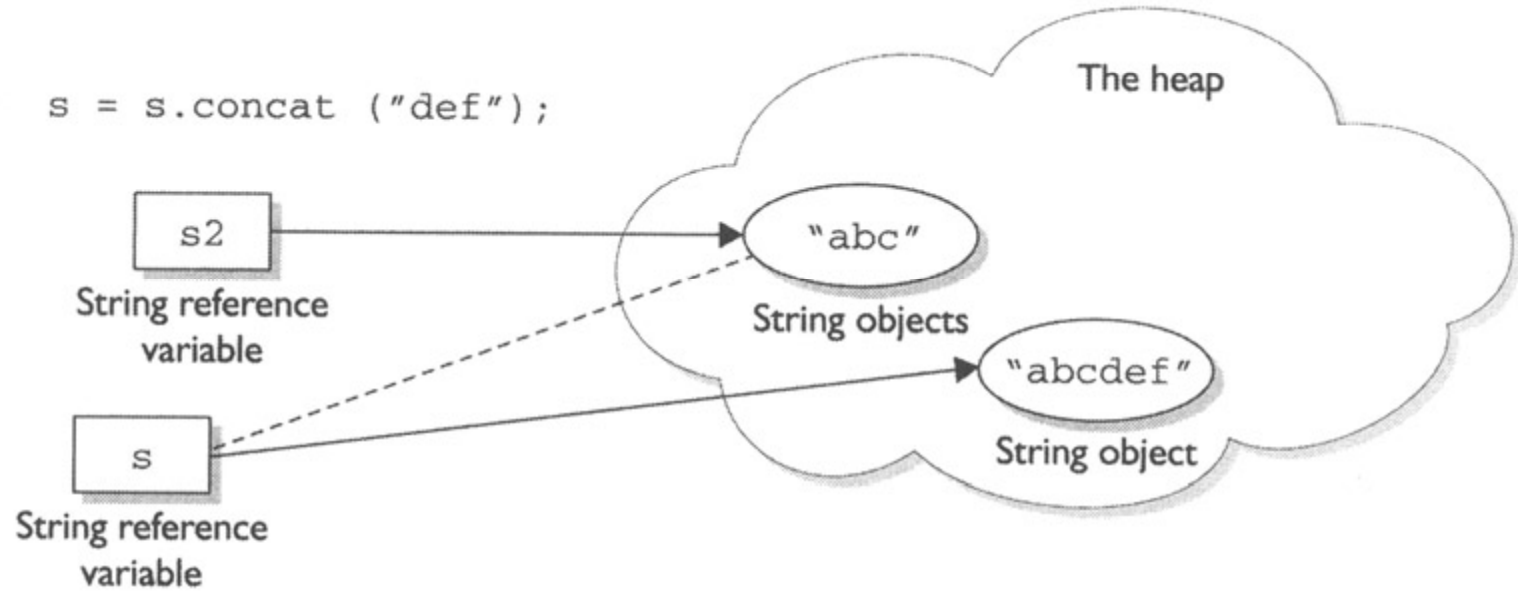 The heap
s = s.concat ("def");
s2
"abc"
String reference
variable
String objects
"abcdef"
s
String object
String reference
variable